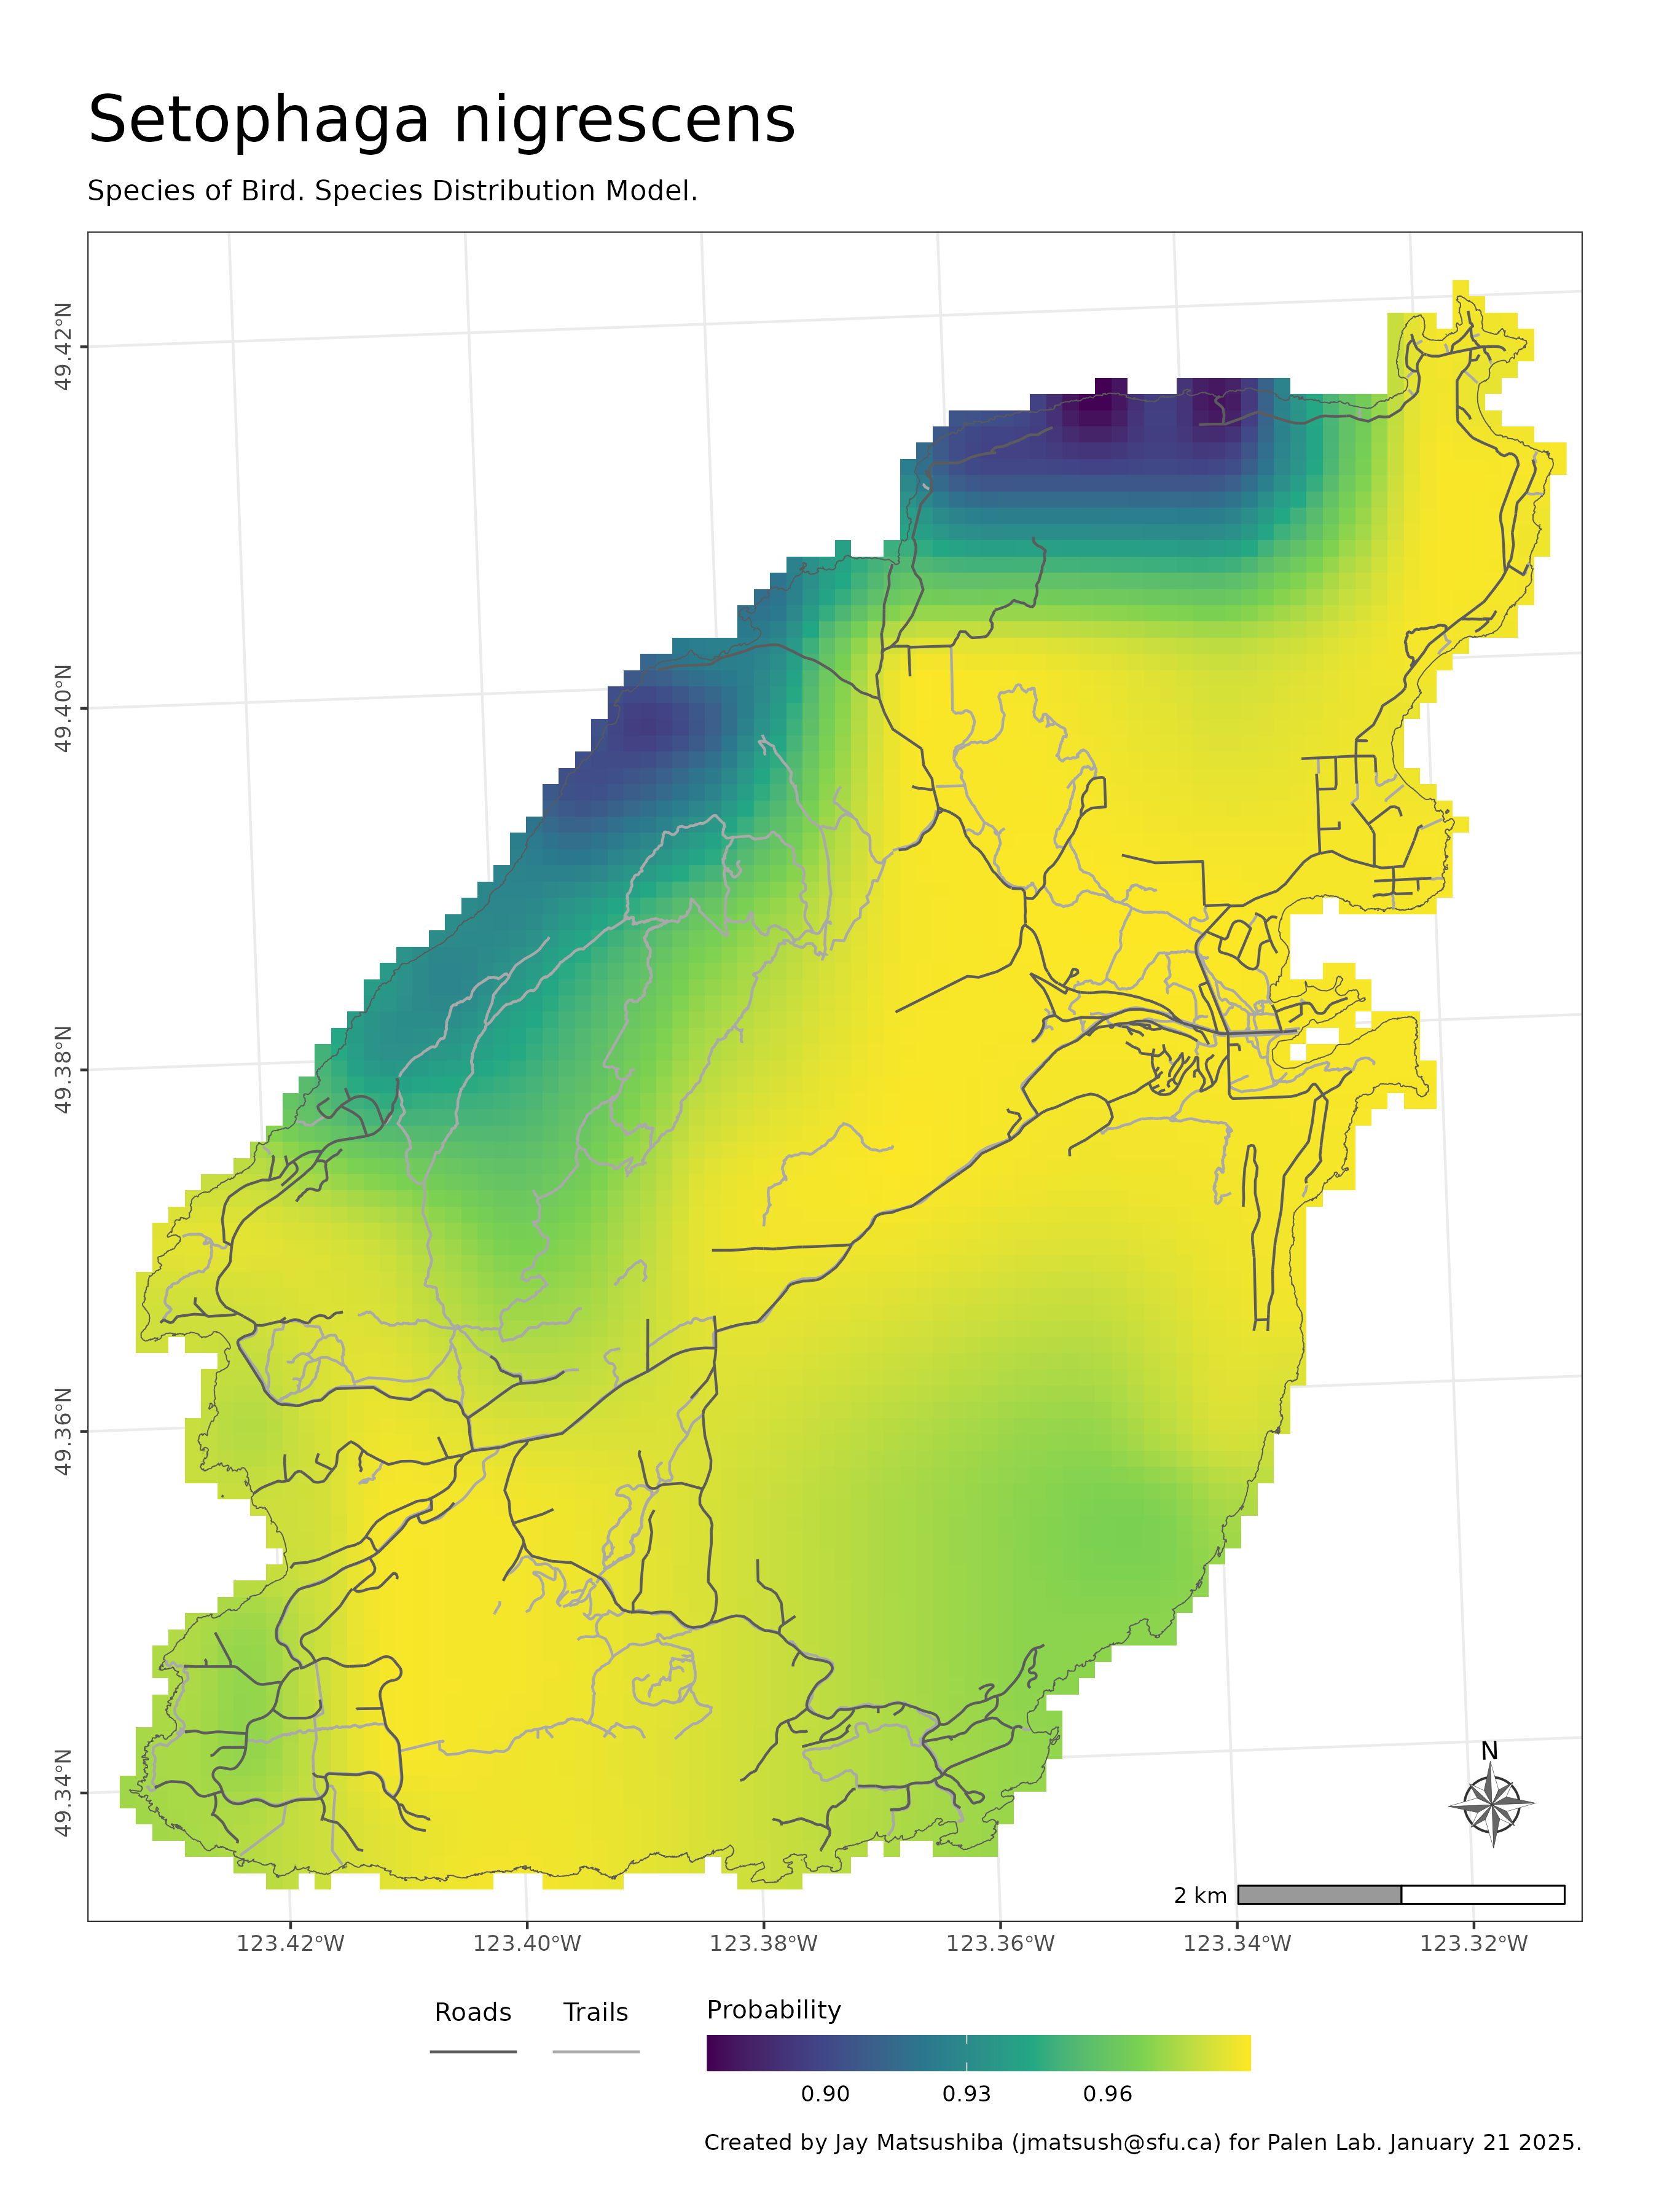 Setophaga nigrescens
Species of Bird. Species Distribution Model.
49.42°N
49.40°N
49.38°N
49.36°N
49.34°N
N
2 km
123.42°W 123.40°W 123.38°W 123.36°W 123.34°W 123.32°W
Roads Trails Probability
0.90 0.93 0.96
Created by Jay Matsushiba (jmatsush@sfu.ca) for Palen Lab. January 21 2025.